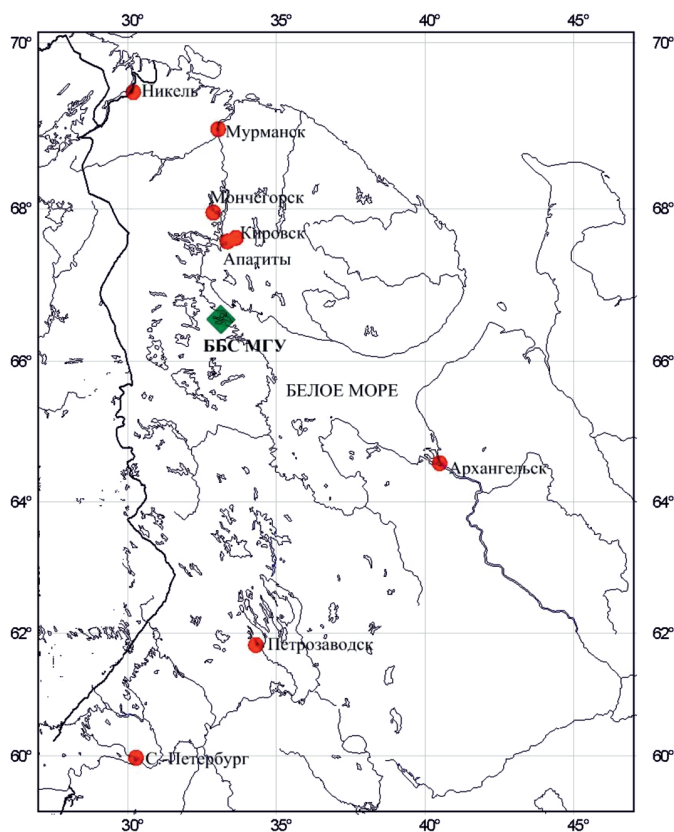 30° 35° 40° 45°
70° 70°
Никель
Мурманск
Мончегорск
68° 68°
Кировск
Апатиты
ББС МГУ
66° 66°
БЕЛОЕ МОРЕ
Архангельск
64° 64°
62° 62°
Петрозаводск
60° 60°
С.-Петербург
30° 35° 40° 45°